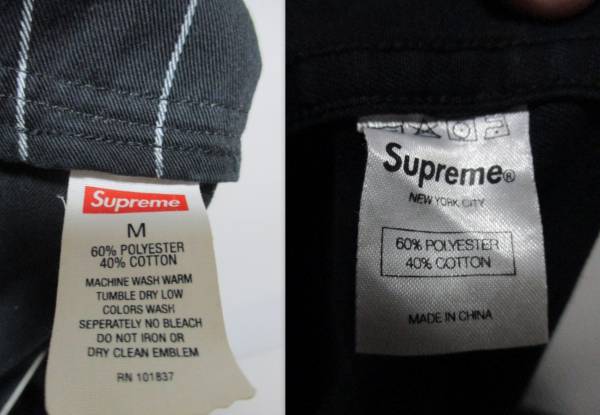 Supreme
M
60% POLYESTER
40% COTTON
MACHINE WASH WARM
TUMBLE DRY LOW
COLORS WASH
SEPERATELY NO BLEACH
DO NOT IRON OR
DRY CLEAN EMBLEM
RN 101837
Supreme®
NEW YORK CITY
60% POLYESTER
40% COTTON
MADE IN CHINA